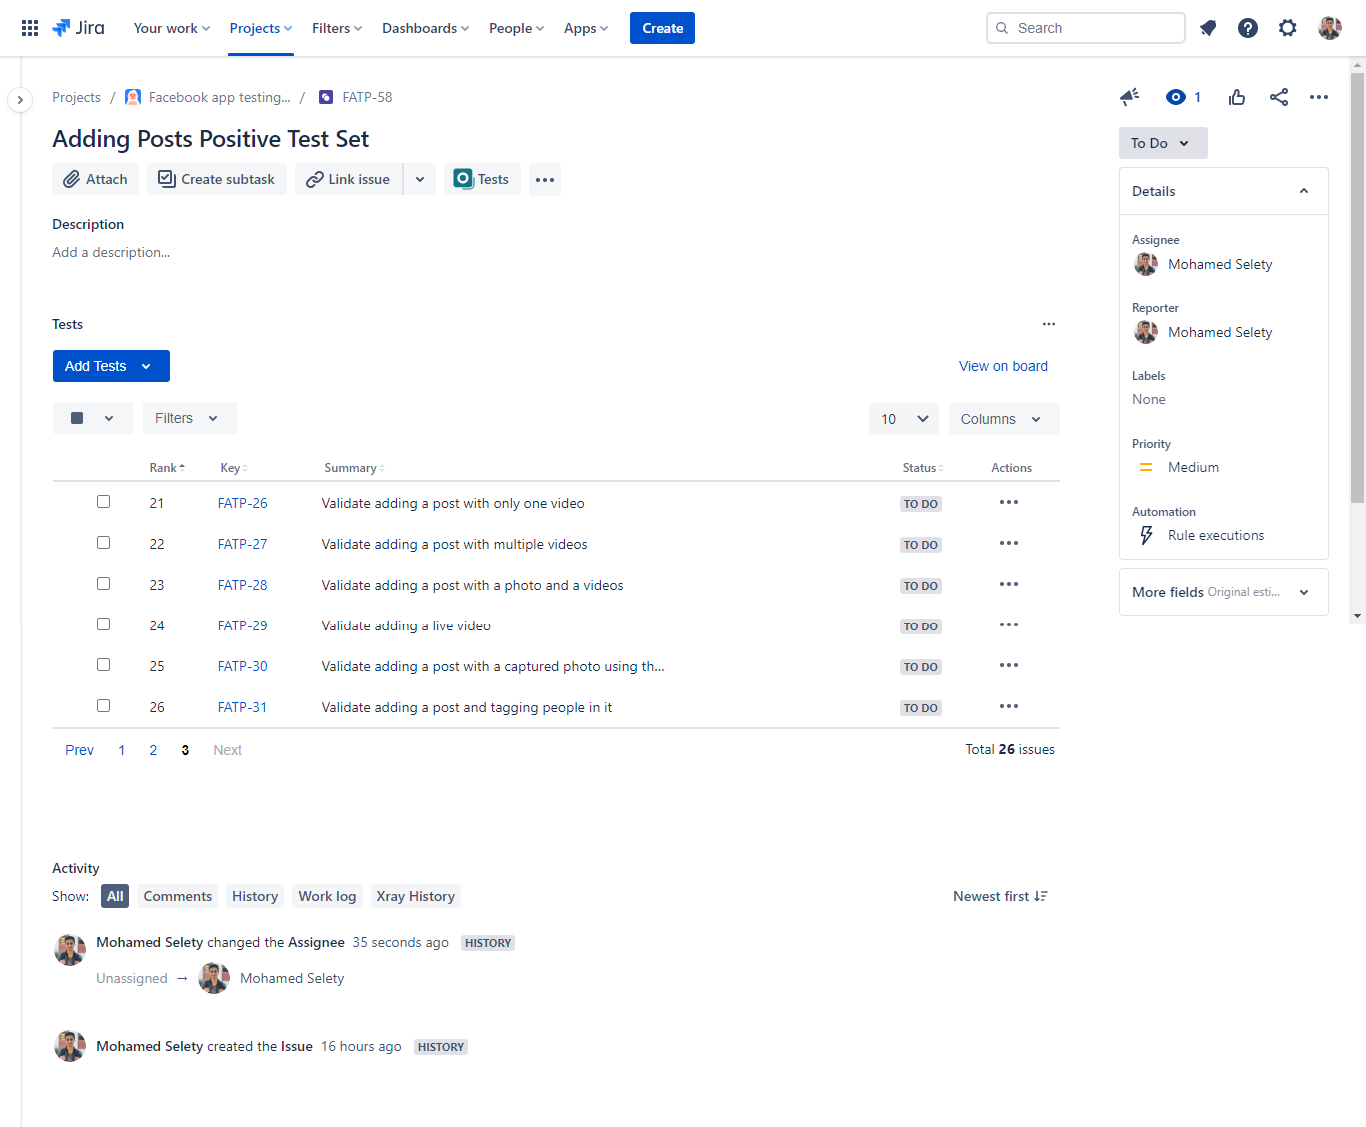 Jira Your work Projects Filters Dashboards People Apps Create Search
Projects / Facebook app testing... / FATP-58 1
Adding Posts Positive Test Set
To Do
Attach Create subtask Link issue Tests
Details
Description
Add a description...
Assignee
Mohamed Selety
Reporter
Mohamed Selety
Labels
None
Priority
Medium
Automation
Rule executions
More fields Original esti...
Tests
Add Tests View on board
Filters 10 Columns
Rank Key Summary Status Actions
21 FATP-26 Validate adding a post with only one video TO DO
22 FATP-27 Validate adding a post with multiple videos TO DO
23 FATP-28 Validate adding a post with a photo and a videos TO DO
24 FATP-29 Validate adding a live video TO DO
25 FATP-30 Validate adding a post with a captured photo using th... TO DO
26 FATP-31 Validate adding a post and tagging people in it TO DO
Prev 1 2 3 Next Total 26 issues
Activity
Show: All Comments History Work log Xray History Newest first
Mohamed Selety changed the Assignee 35 seconds ago HISTORY
Unassigned → Mohamed Selety
Mohamed Selety created the Issue 16 hours ago HISTORY